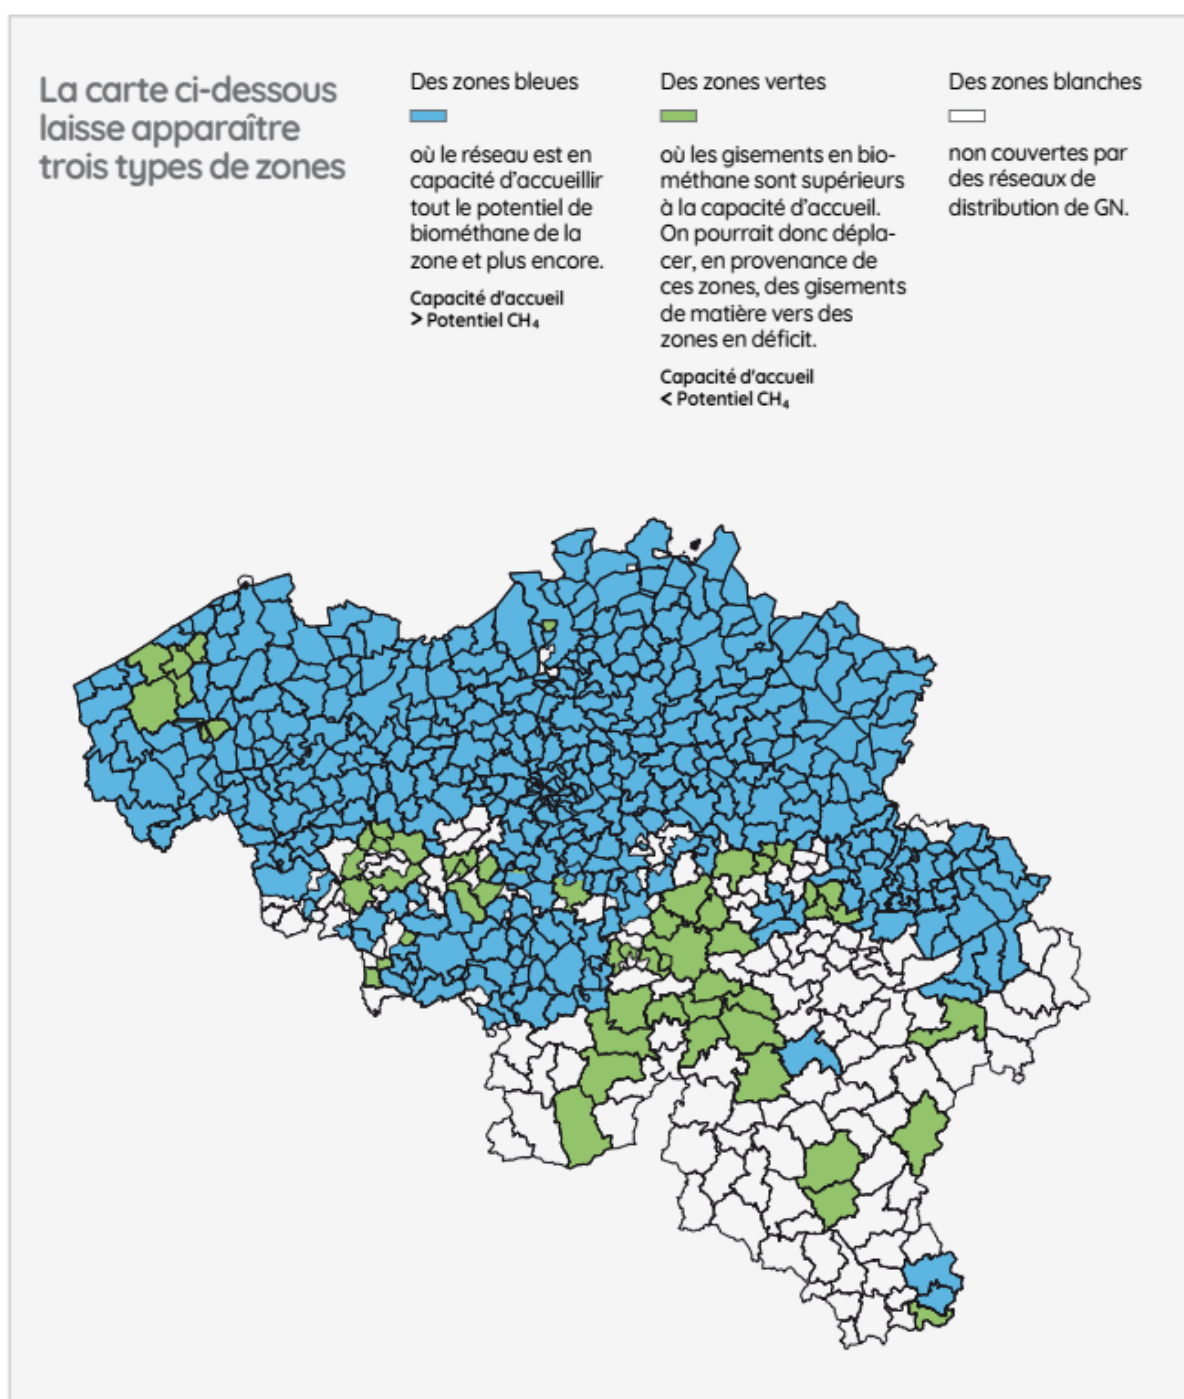 La carte ci-dessous
laisse apparaître
trois types de zones
Des zones bleues
où le réseau est en
capacité d'accueillir
tout le potentiel de
biométhane de la
zone et plus encore.
Capacité d'accueil
> Potentiel CH₄
Des zones vertes
où les gisements en bio-
méthane sont supérieurs
à la capacité d'accueil.
On pourrait donc dépla-
cer, en provenance de
ces zones, des gisements
de matière vers des
zones en déficit.
Capacité d'accueil
< Potentiel CH₄
Des zones blanches
non couvertes par
des réseaux de
distribution de GN.